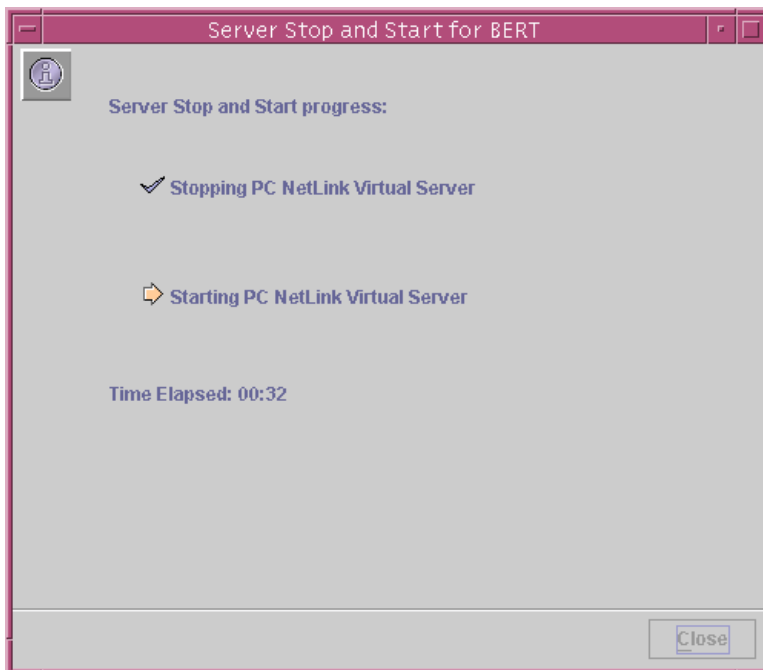 Server Stop and Start for BERT
Server Stop and Start progress:
Stopping PC NetLink Virtual Server
Starting PC NetLink Virtual Server
Time Elapsed: 00:32
Close